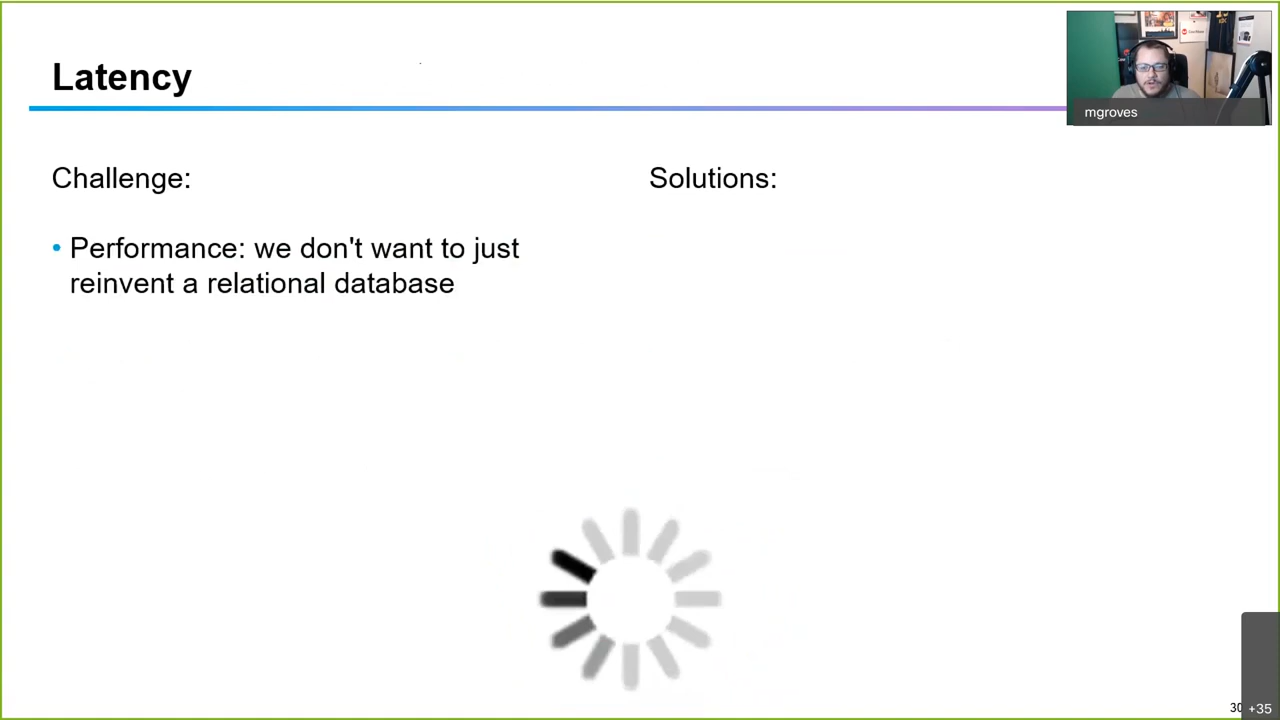 Latency
mgroves
Challenge:
• Performance: we don't want to just
reinvent a relational database
Solutions:
30
+35